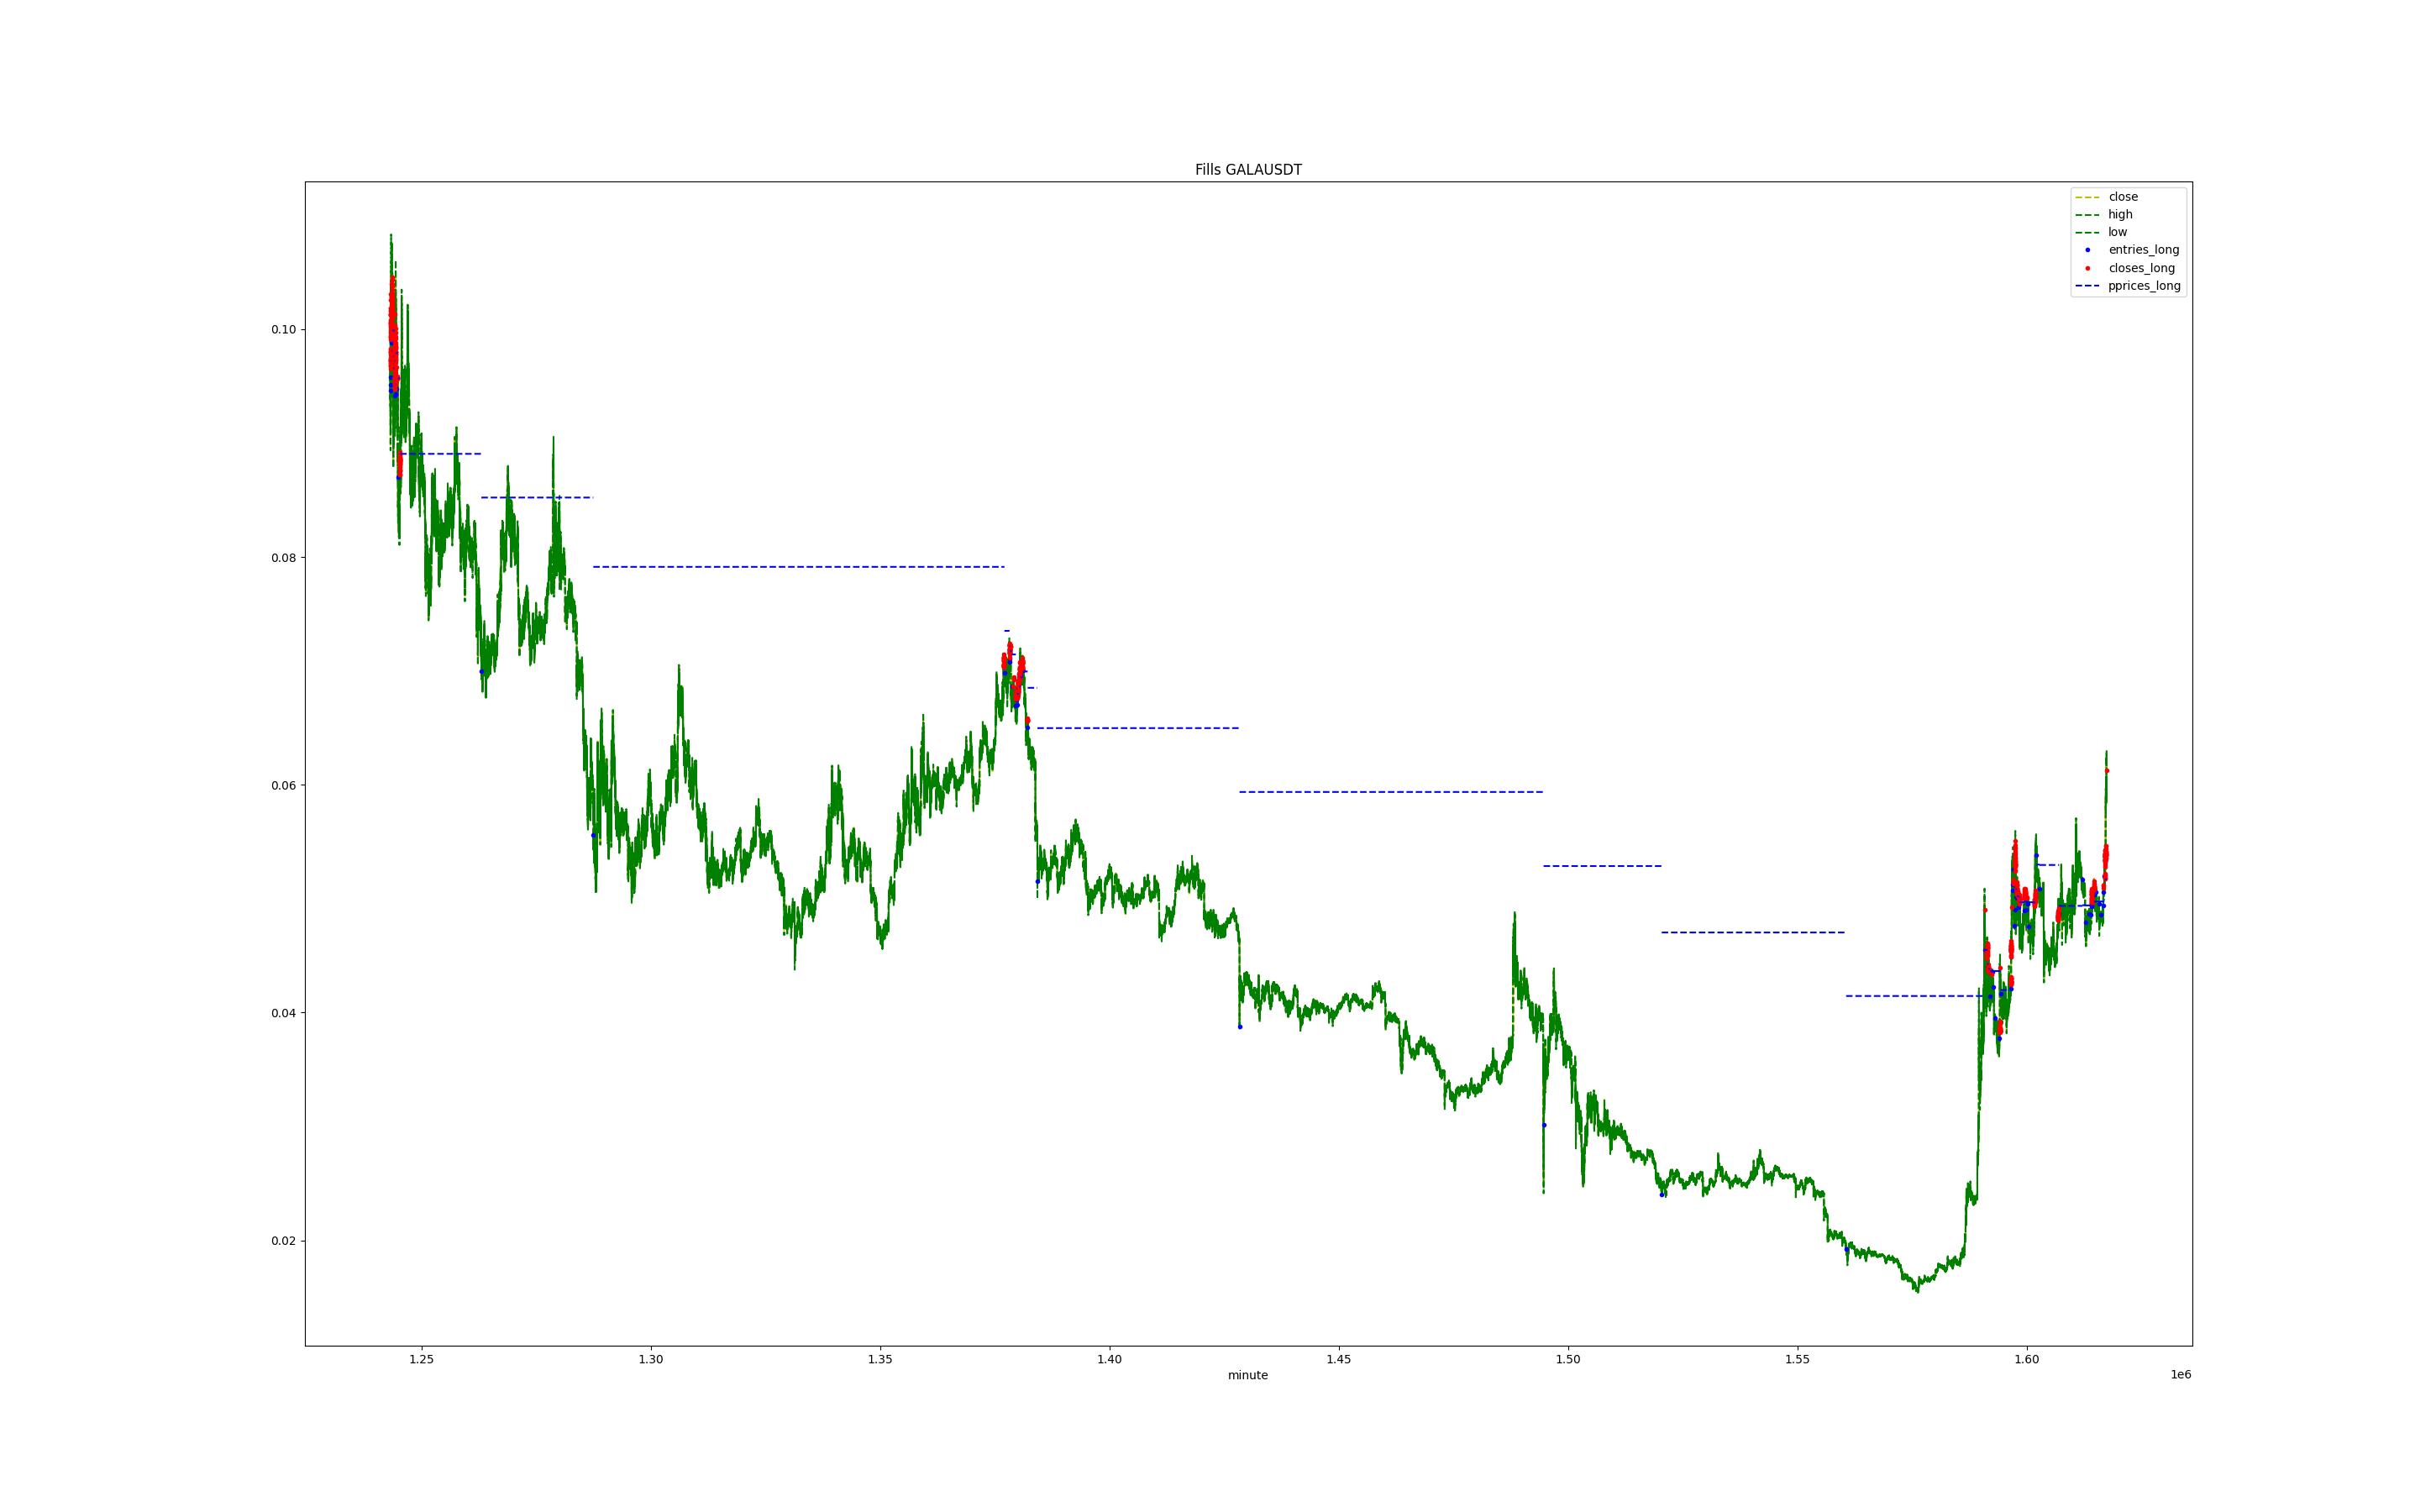 Fills GALAUSDT
close
high
low
entries_long
closes_long
pprices_long
0.10
0.08
0.06
0.04
0.02
1.25 1.30 1.35 1.40 1.45 1.50 1.55 1.60
minute
1e6